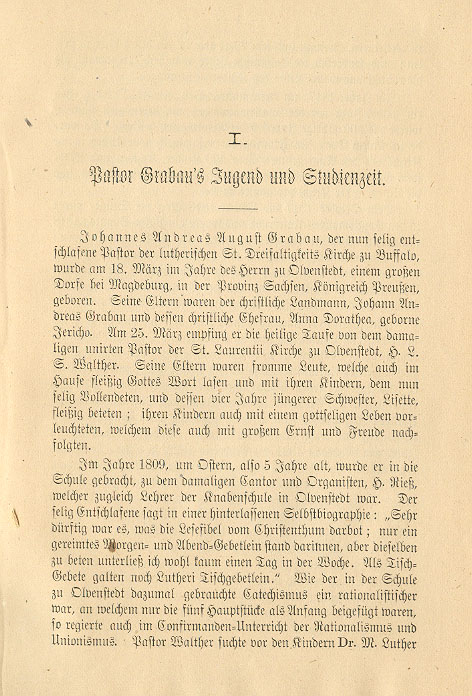 I.
Pastor Grabau's Jugend und Studienzeit.
Johannes Andreas August Grabau, der nun selig ent-
schlafene Pastor der lutherischen St. Dreifaltigkeits Kirche zu Buffalo,
wurde am 18. März im Jahre des Herrn zu Olvenstedt, einem großen
Dorfe bei Magdeburg, in der Provinz Sachsen, Königreich Preußen,
geboren. Seine Eltern waren der christliche Landmann, Johann An-
dreas Grabau und dessen christliche Ehefrau, Anna Dorathea, geborne
Jericho. Am 25. März empfing er die heilige Taufe von dem dama-
ligen unirten Pastor der St. Laurentii Kirche zu Olvenstedt, H. L.
S. Walther. Seine Eltern waren fromme Leute, welche auch im
Hause fleißig Gottes Wort lasen und mit ihren Kindern, dem nun
selig Vollendeten, und dessen vier Jahre jüngerer Schwester, Lisette,
fleißig beteten; ihren Kindern auch mit einem gottseligen Leben vor-
leuchteten, welchem diese auch mit großem Ernst und Freude nach-
folgten.
Im Jahre 1809, um Ostern, also 5 Jahre alt, wurde er in die
Schule gebracht, zu dem damaligen Cantor und Organisten, H. Rieß,
welcher zugleich Lehrer der Knabenschule in Olvenstedt war. Der
selig Entschlafene sagt in einer hinterlassenen Selbstbiographie: „Sehr
dürftig war es, was die Lesefibel vom Christenthum darbot; nur ein
gereimtes Morgen- und Abend-Gebetlein stand darinnen, aber dieselben
zu beten unterließ ich wohl kaum einen Tag in der Woche. Als Tisch-
Gebete galten noch Lutheri Tischgebetlein." Wie der in der Schule
zu Olvenstedt dazumal gebrauchte Catechismus ein rationalistischer
war, an welchem nur die fünf Hauptstücke als Anfang beigefügt waren,
so regierte auch im Confirmanden-Unterricht der Rationalismus und
Unionismus. Pastor Walther suchte vor den Kindern Dr. M. Luther